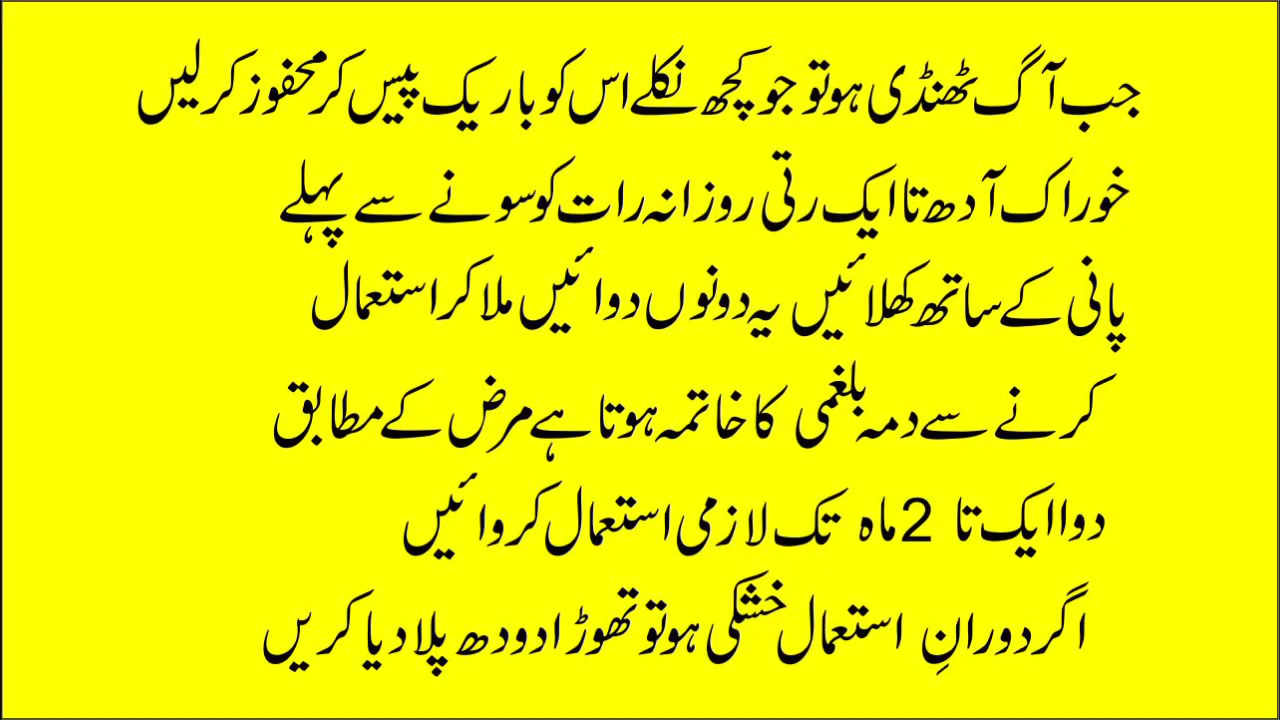 جب آگ ٹھنڈی ہو تو جو کچھ نکلے اس کو باریک پیس کر محفوز کر لیں
خوراک آدھ تا ایک رتی روزانہ رات کو سونے سے پہلے
پانی کے ساتھ کھلائیں یہ دونوں دوائیں ملا کر استعمال
کرنے سے دمہ بلغمی کا خاتمہ ہوتا ہے مرض کے مطابق
دوا ایک تا 2 ماہ تک لازمی استعمال کروائیں
اگر دورانِ استعمال خشکی ہو تو تھوڑا دودھ پلا دیا کریں